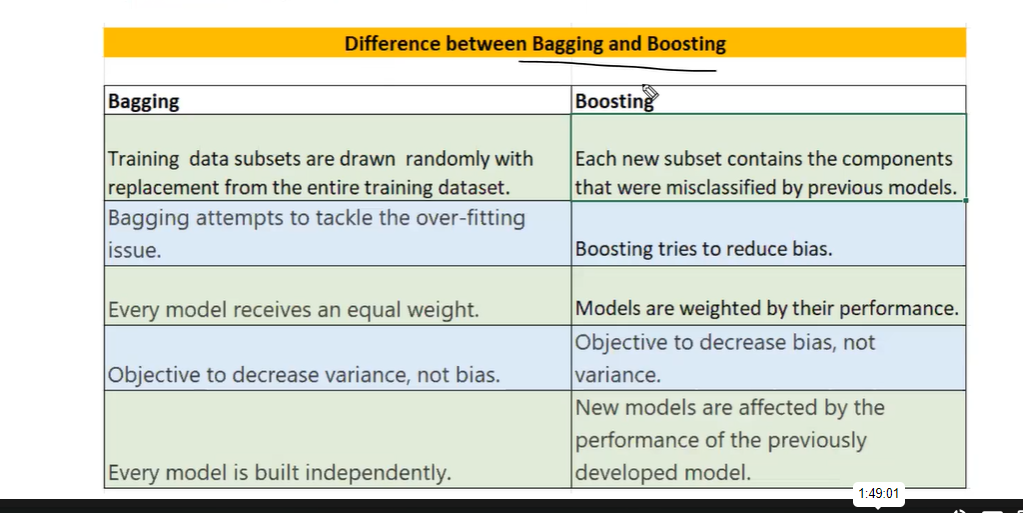 Difference between Bagging and Boosting
Bagging
Boosting
Training data subsets are drawn randomly with
replacement from the entire training dataset.
Each new subset contains the components
that were misclassified by previous models.
Bagging attempts to tackle the over-fitting
issue.
Boosting tries to reduce bias.
Every model receives an equal weight.
Models are weighted by their performance.
Objective to decrease variance, not bias.
Objective to decrease bias, not
variance.
Every model is built independently.
New models are affected by the
performance of the previously
developed model.
1:49:01